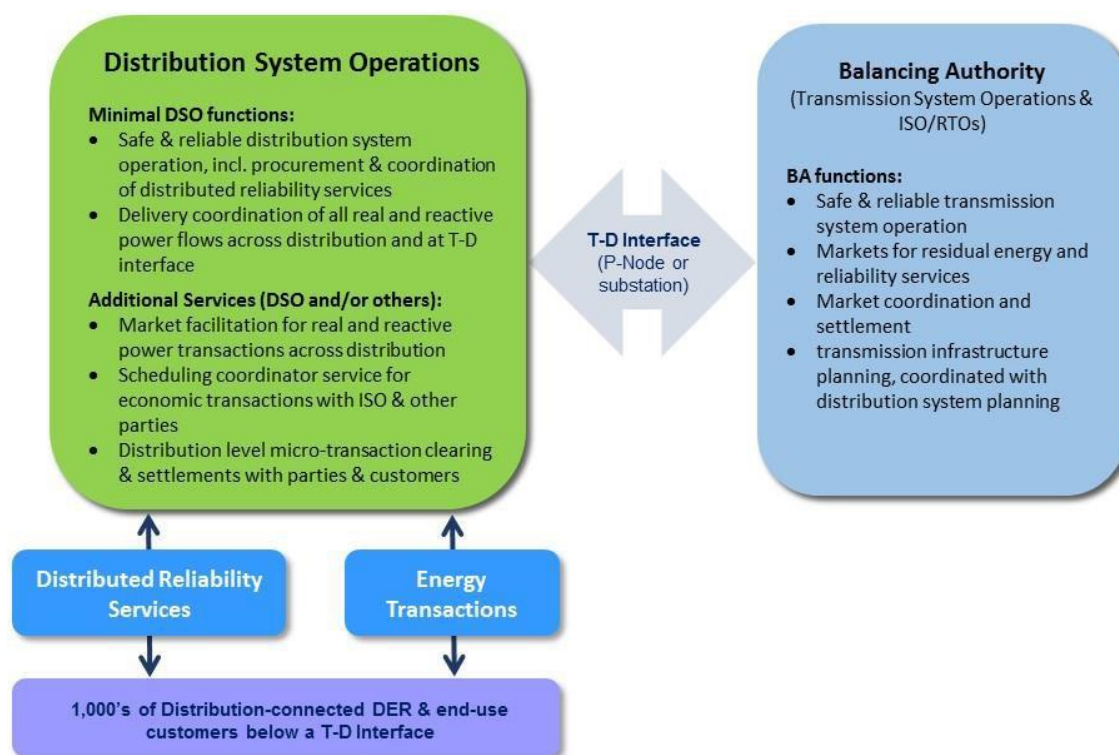 Distribution System Operations
Minimal DSO functions:
• Safe & reliable distribution system
operation, incl. procurement & coordination
of distributed reliability services
• Delivery coordination of all real and reactive
power flows across distribution and at T-D
interface
Additional Services (DSO and/or others):
• Market facilitation for real and reactive
power transactions across distribution
• Scheduling coordinator service for
economic transactions with ISO & other
parties
• Distribution level micro-transaction clearing
& settlements with parties & customers
T-D Interface
(P-Node or
substation)
Balancing Authority
(Transmission System Operations &
ISO/RTOs)
BA functions:
• Safe & reliable transmission
system operation
• Markets for residual energy and
reliability services
• Market coordination and
settlement
• transmission infrastructure
planning, coordinated with
distribution system planning
Distributed Reliability
Services
Energy
Transactions
1,000’s of Distribution-connected DER & end-use
customers below a T-D Interface